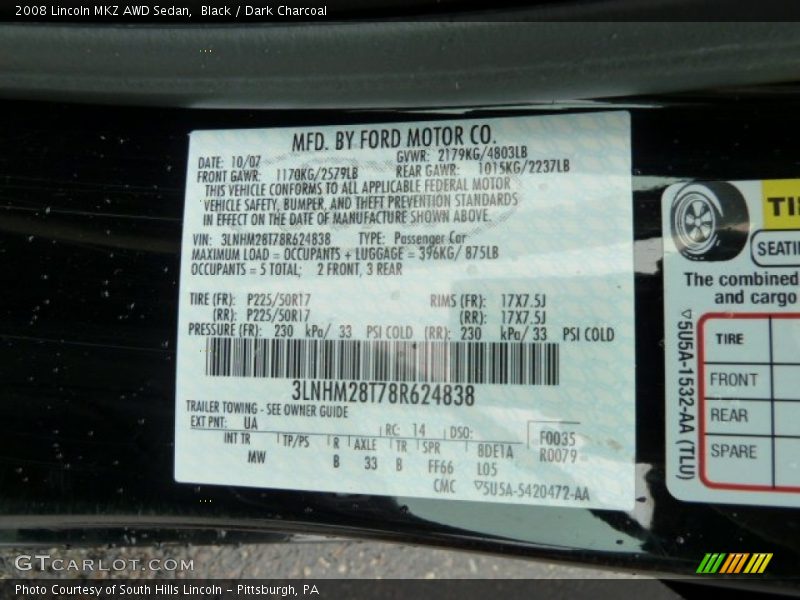 2008 Lincoln MKZ AWD Sedan, Black / Dark Charcoal
MFD. BY FORD MOTOR CO.
DATE: 10/07 GVWR: 2179KG/4803LB
FRONT GAWR: 1170KG/2579LB REAR GAWR: 1015KG/2237LB
THIS VEHICLE CONFORMS TO ALL APPLICABLE FEDERAL MOTOR
VEHICLE SAFETY, BUMPER, AND THEFT PREVENTION STANDARDS
IN EFFECT ON THE DATE OF MANUFACTURE SHOWN ABOVE.
VIN: 3LNHM28T78R624838 TYPE: Passenger Car
MAXIMUM LOAD = OCCUPANTS + LUGGAGE = 396KG/ 875LB
OCCUPANTS = 5 TOTAL; 2 FRONT, 3 REAR
TIRE (FR): P225/50R17 RIMS (FR): 17X7.5J
(RR): P225/50R17 (RR): 17X7.5J
PRESSURE (FR): 230 kPa/ 33 PSI COLD (RR): 230 kPa/ 33 PSI COLD
3LNHM28T78R624838
TRAILER TOWING - SEE OWNER GUIDE
EXT PNT: UA RC: 14 DSO: F0035
INT TR TP/PS R AXLE TR SPR 8DETA R0079
MW B 33 B FF66 L05
CMC ▽5U5A-5420472-AA
TI
SEATI
The combined
and cargo
TIRE
FRONT
REAR
SPARE
▽5U5A-1532-AA (TLU)
GTCARLOT.COM
Photo Courtesy of South Hills Lincoln - Pittsburgh, PA